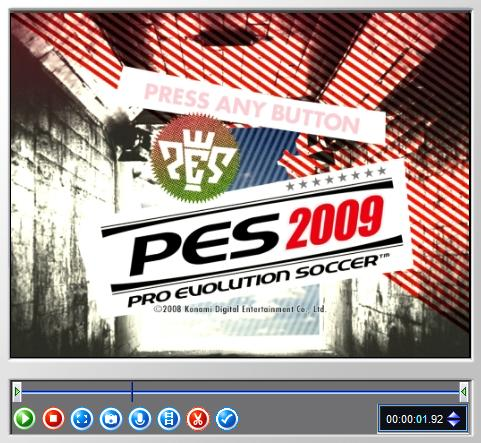 PRESS ANY BUTTON
PES
PES 2009
PRO EVOLUTION SOCCER™
©2008 Konami Digital Entertainment Co., Ltd.
00:00:01.92